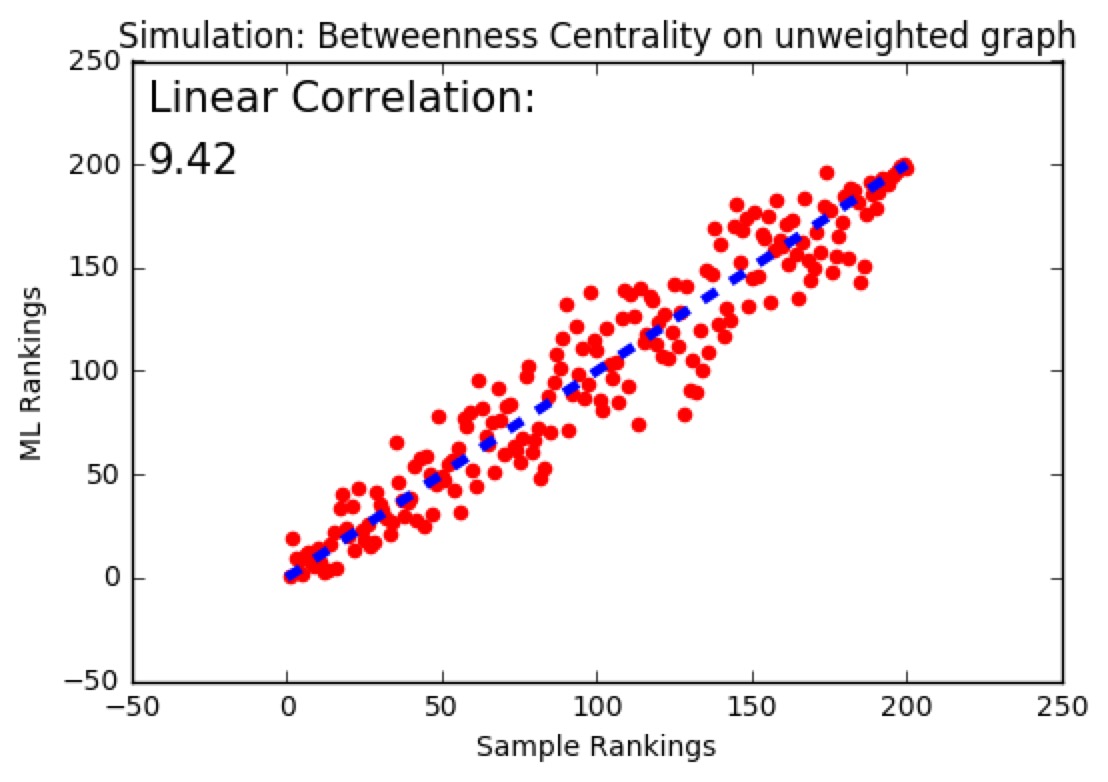 Simulation: Betweenness Centrality on unweighted graph
Linear Correlation:
9.42
250
200
150
100
50
0
−50
ML Rankings
−50 0 50 100 150 200 250
Sample Rankings